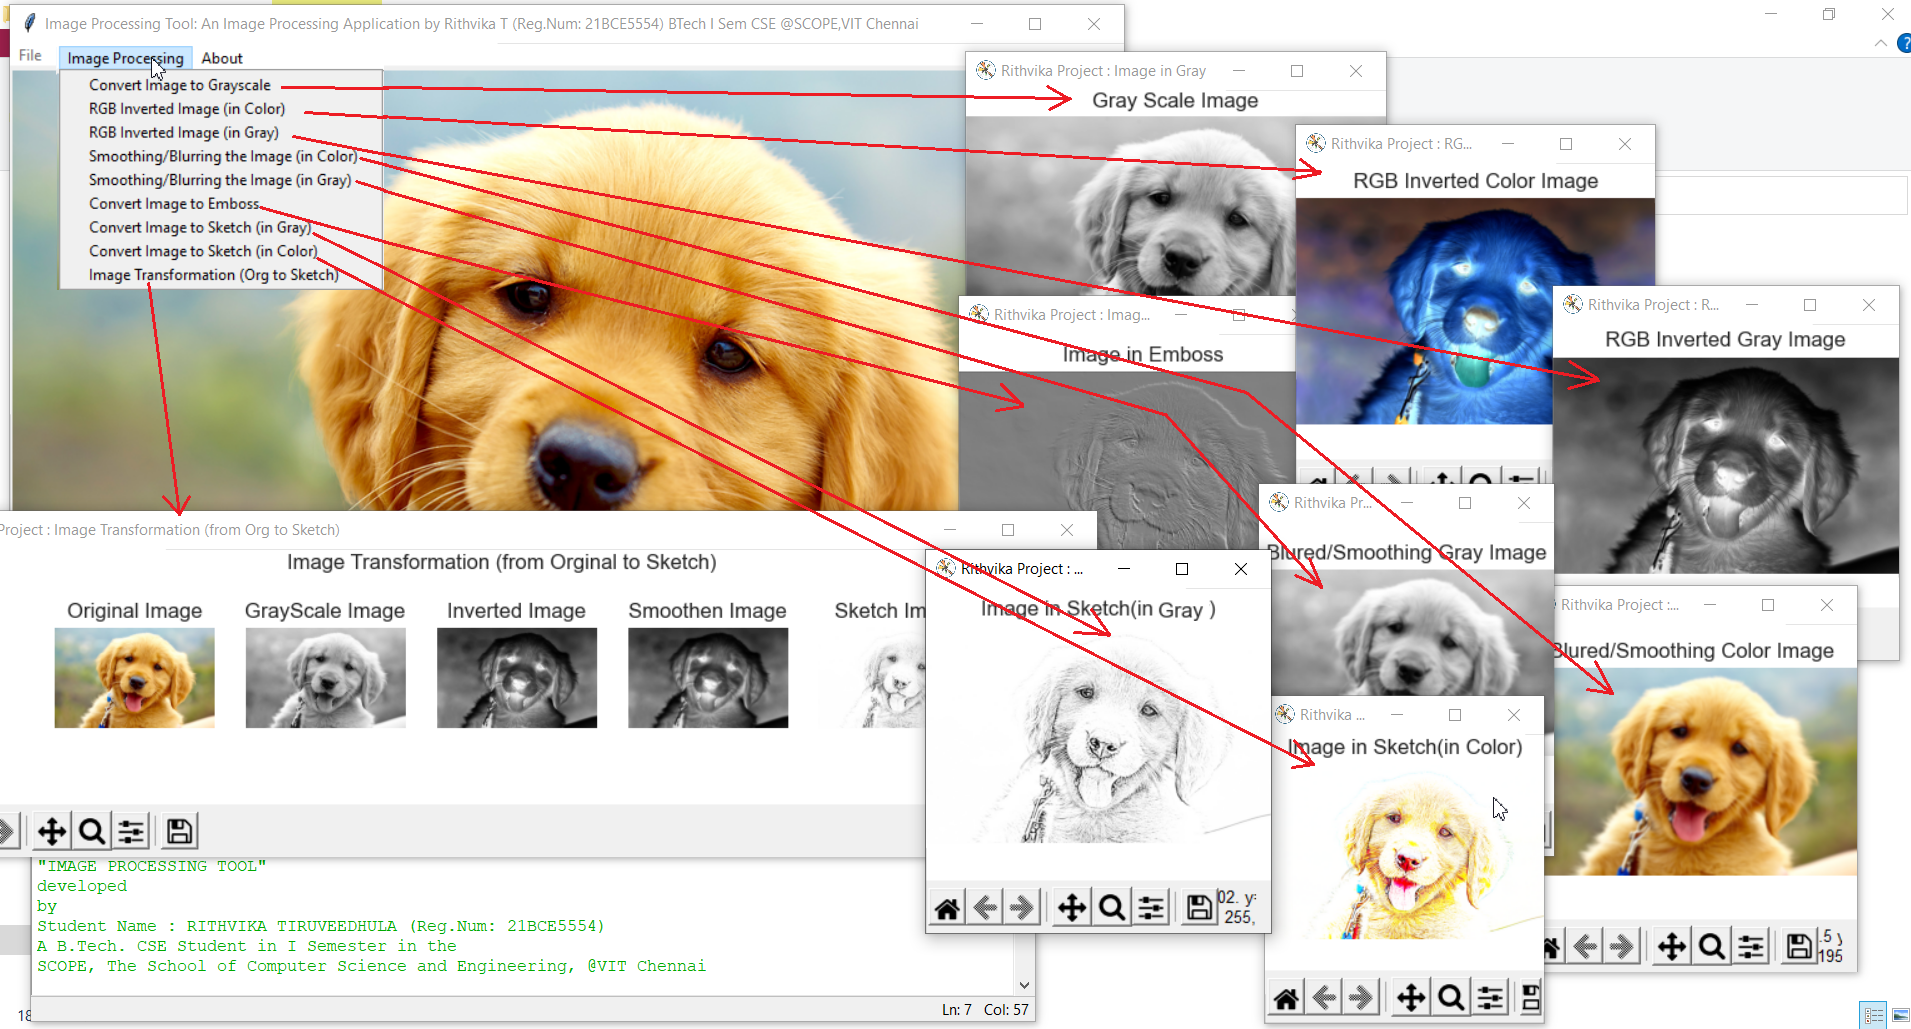 Image Processing Tool: An Image Processing Application by Rithvika T (Reg.Num: 21BCE5554) BTech I Sem CSE @SCOPE,VIT Chennai
File Image Processing About
Convert Image to Grayscale
RGB Inverted Image (in Color)
RGB Inverted Image (in Gray)
Smoothing/Blurring the Image (in Color)
Smoothing/Blurring the Image (in Gray)
Convert Image to Emboss
Convert Image to Sketch (in Gray)
Convert Image to Sketch (in Color)
Image Transformation (Org to Sketch)
Rithvika Project : Image in Gray
Gray Scale Image
Rithvika Project : RG...
RGB Inverted Color Image
Rithvika Project : R...
RGB Inverted Gray Image
Rithvika Project : Imag...
Image in Emboss
Rithvika Pr...
Blured/Smoothing Gray Image
Rithvika Project :...
Blured/Smoothing Color Image
Project : Image Transformation (from Org to Sketch)
Image Transformation (from Orginal to Sketch)
Original Image GrayScale Image Inverted Image Smoothen Image Sketch Im
Rithvika Project : ...
Image in Sketch(in Gray )
02. y:
255,
Rithvika ...
Image in Sketch(in Color)
.5 y
195
"IMAGE PROCESSING TOOL"
developed
by
Student Name : RITHVIKA TIRUVEEDHULA (Reg.Num: 21BCE5554)
A B.Tech. CSE Student in I Semester in the
SCOPE, The School of Computer Science and Engineering, @VIT Chennai
Ln: 7 Col: 57
18